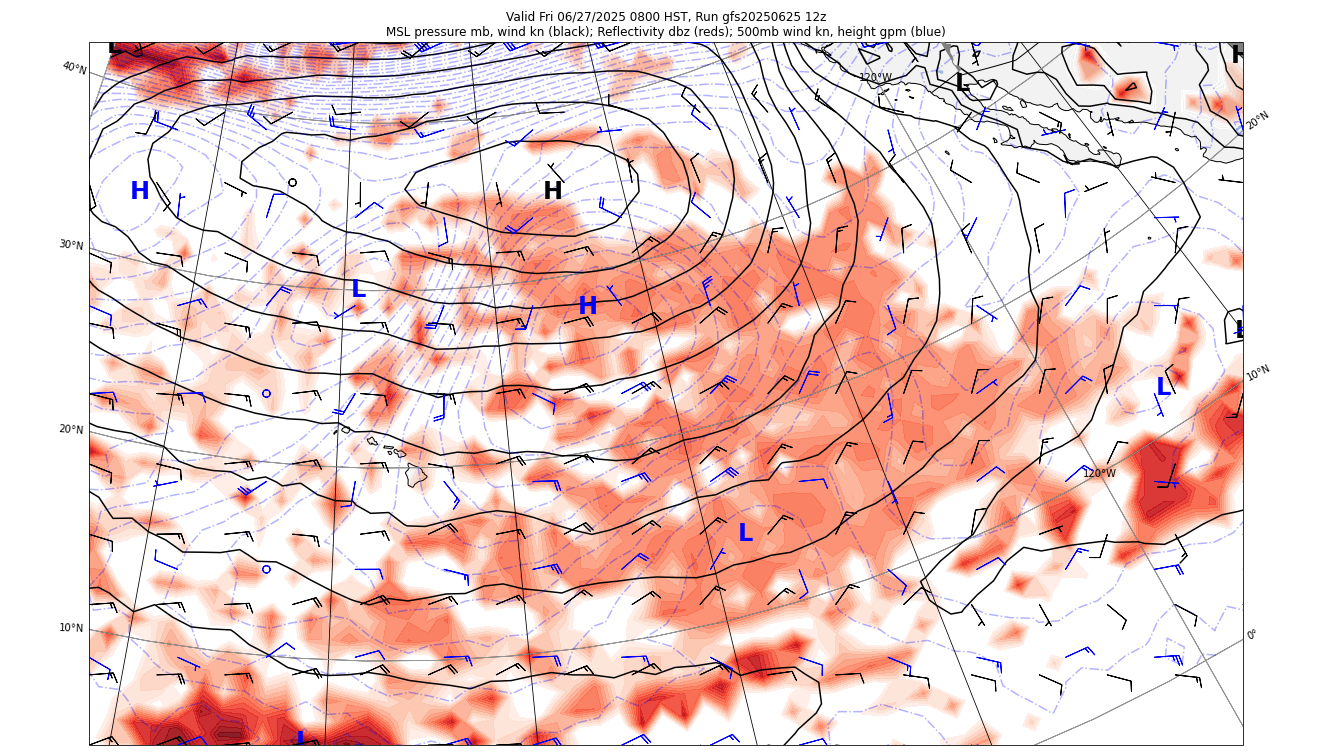 Valid Fri 06/27/2025 0800 HST, Run gfs20250625 12z
MSL pressure mb, wind kn (black); Reflectivity dbz (reds); 500mb wind kn, height gpm (blue)
L
H
40°N
120°W
L
20°N
H
H
30°N
L
H
L
10°N
L
20°N
120°W
L
10°N
0°
L